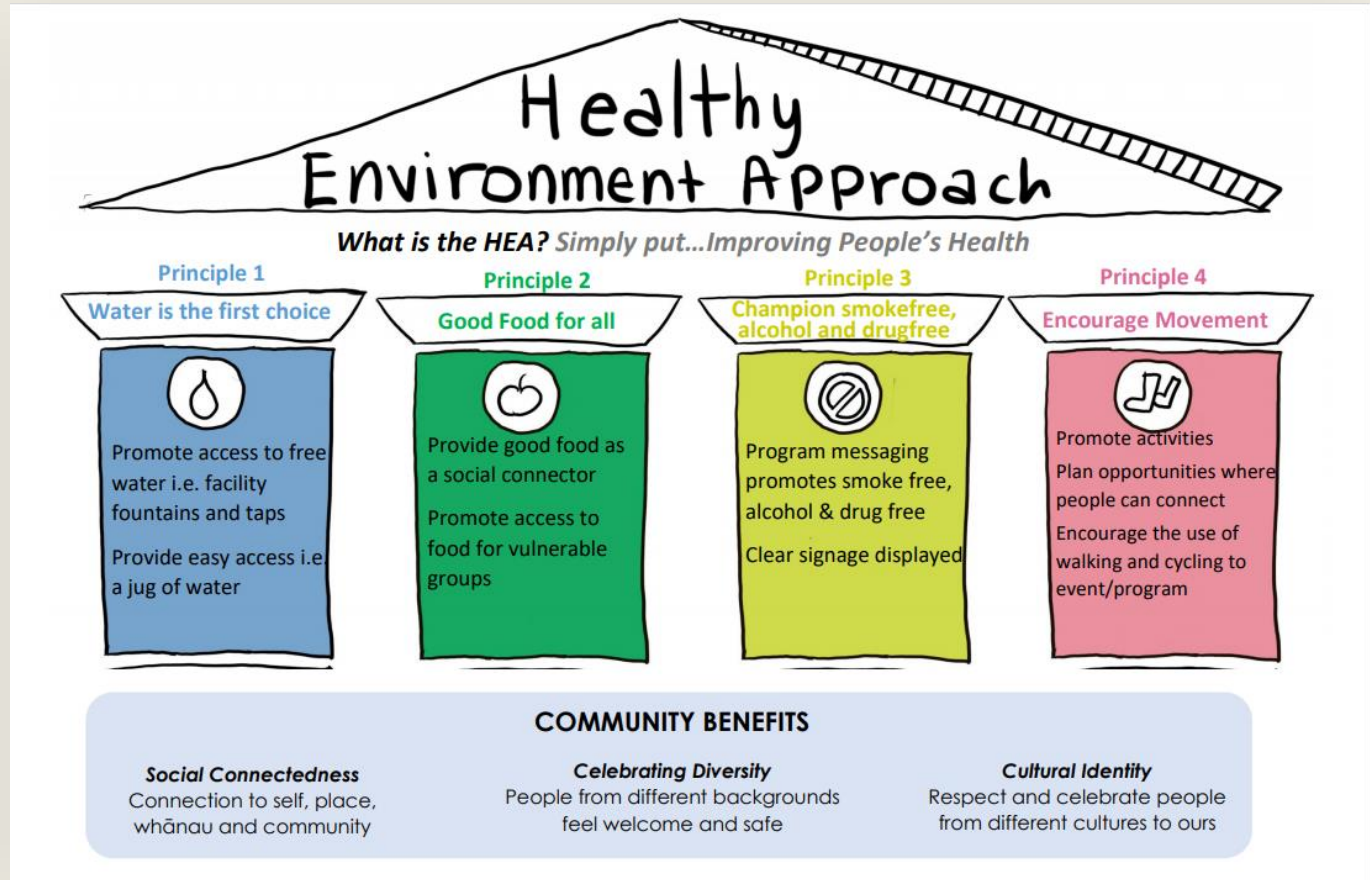 Healthy
Environment Approach
What is the HEA? Simply put...Improving People's Health
Principle 1
Water is the first choice
Promote access to free
water i.e. facility
fountains and taps
Provide easy access i.e.
a jug of water
Principle 2
Good Food for all
Provide good food as
a social connector
Promote access to
food for vulnerable
groups
Principle 3
Champion smokefree,
alcohol and drugfree
Program messaging
promotes smoke free,
alcohol & drug free
Clear signage displayed
Principle 4
Encourage Movement
Promote activities
Plan opportunities where
people can connect
Encourage the use of
walking and cycling to
event/program
COMMUNITY BENEFITS
Social Connectedness
Connection to self, place,
whānau and community
Celebrating Diversity
People from different backgrounds
feel welcome and safe
Cultural Identity
Respect and celebrate people
from different cultures to ours